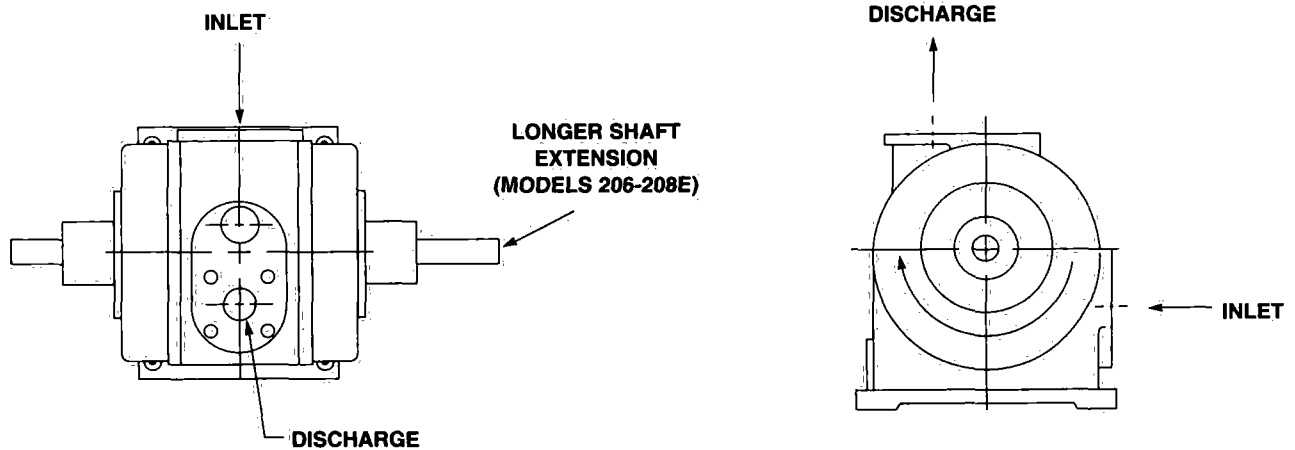 INLET
LONGER SHAFT
EXTENSION
(MODELS 206-208E)
DISCHARGE
DISCHARGE
INLET